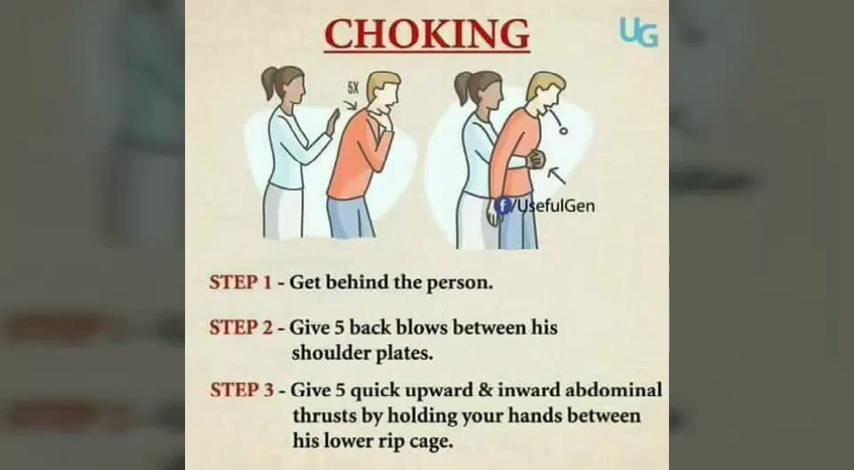 CHOKING
UG
5X
f/UsefulGen
STEP 1 - Get behind the person.
STEP 2 - Give 5 back blows between his
shoulder plates.
STEP 3 - Give 5 quick upward & inward abdominal
thrusts by holding your hands between
his lower rip cage.